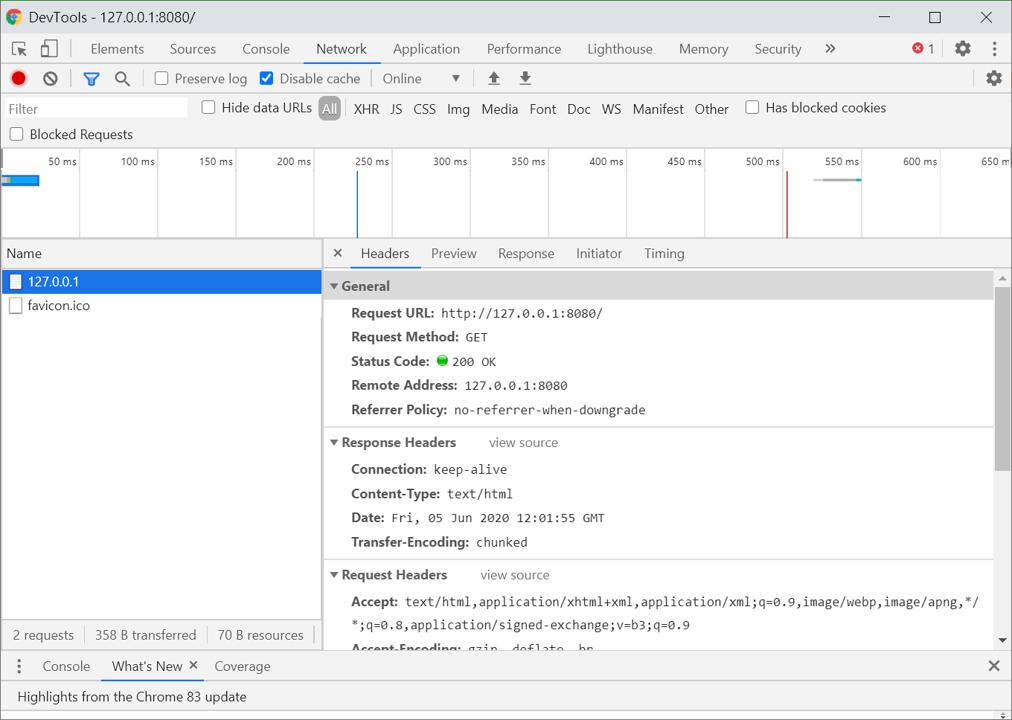 DevTools - 127.0.0.1:8080/
Elements Sources Console Network Application Performance Lighthouse Memory Security » 1
Preserve log Disable cache Online
Filter Hide data URLs All XHR JS CSS Img Media Font Doc WS Manifest Other Has blocked cookies
Blocked Requests
50 ms 100 ms 150 ms 200 ms 250 ms 300 ms 350 ms 400 ms 450 ms 500 ms 550 ms 600 ms 650 m
Name
Headers Preview Response Initiator Timing
127.0.0.1
favicon.ico
General
Request URL: http://127.0.0.1:8080/
Request Method: GET
Status Code: 200 OK
Remote Address: 127.0.0.1:8080
Referrer Policy: no-referrer-when-downgrade
Response Headers view source
Connection: keep-alive
Content-Type: text/html
Date: Fri, 05 Jun 2020 12:01:55 GMT
Transfer-Encoding: chunked
Request Headers view source
Accept: text/html,application/xhtml+xml,application/xml;q=0.9,image/webp,image/apng,*/
*;q=0.8,application/signed-exchange;v=b3;q=0.9
Accept-Encoding: gzip, deflate, br
2 requests 358 B transferred 70 B resources
Console What's New Coverage
Highlights from the Chrome 83 update